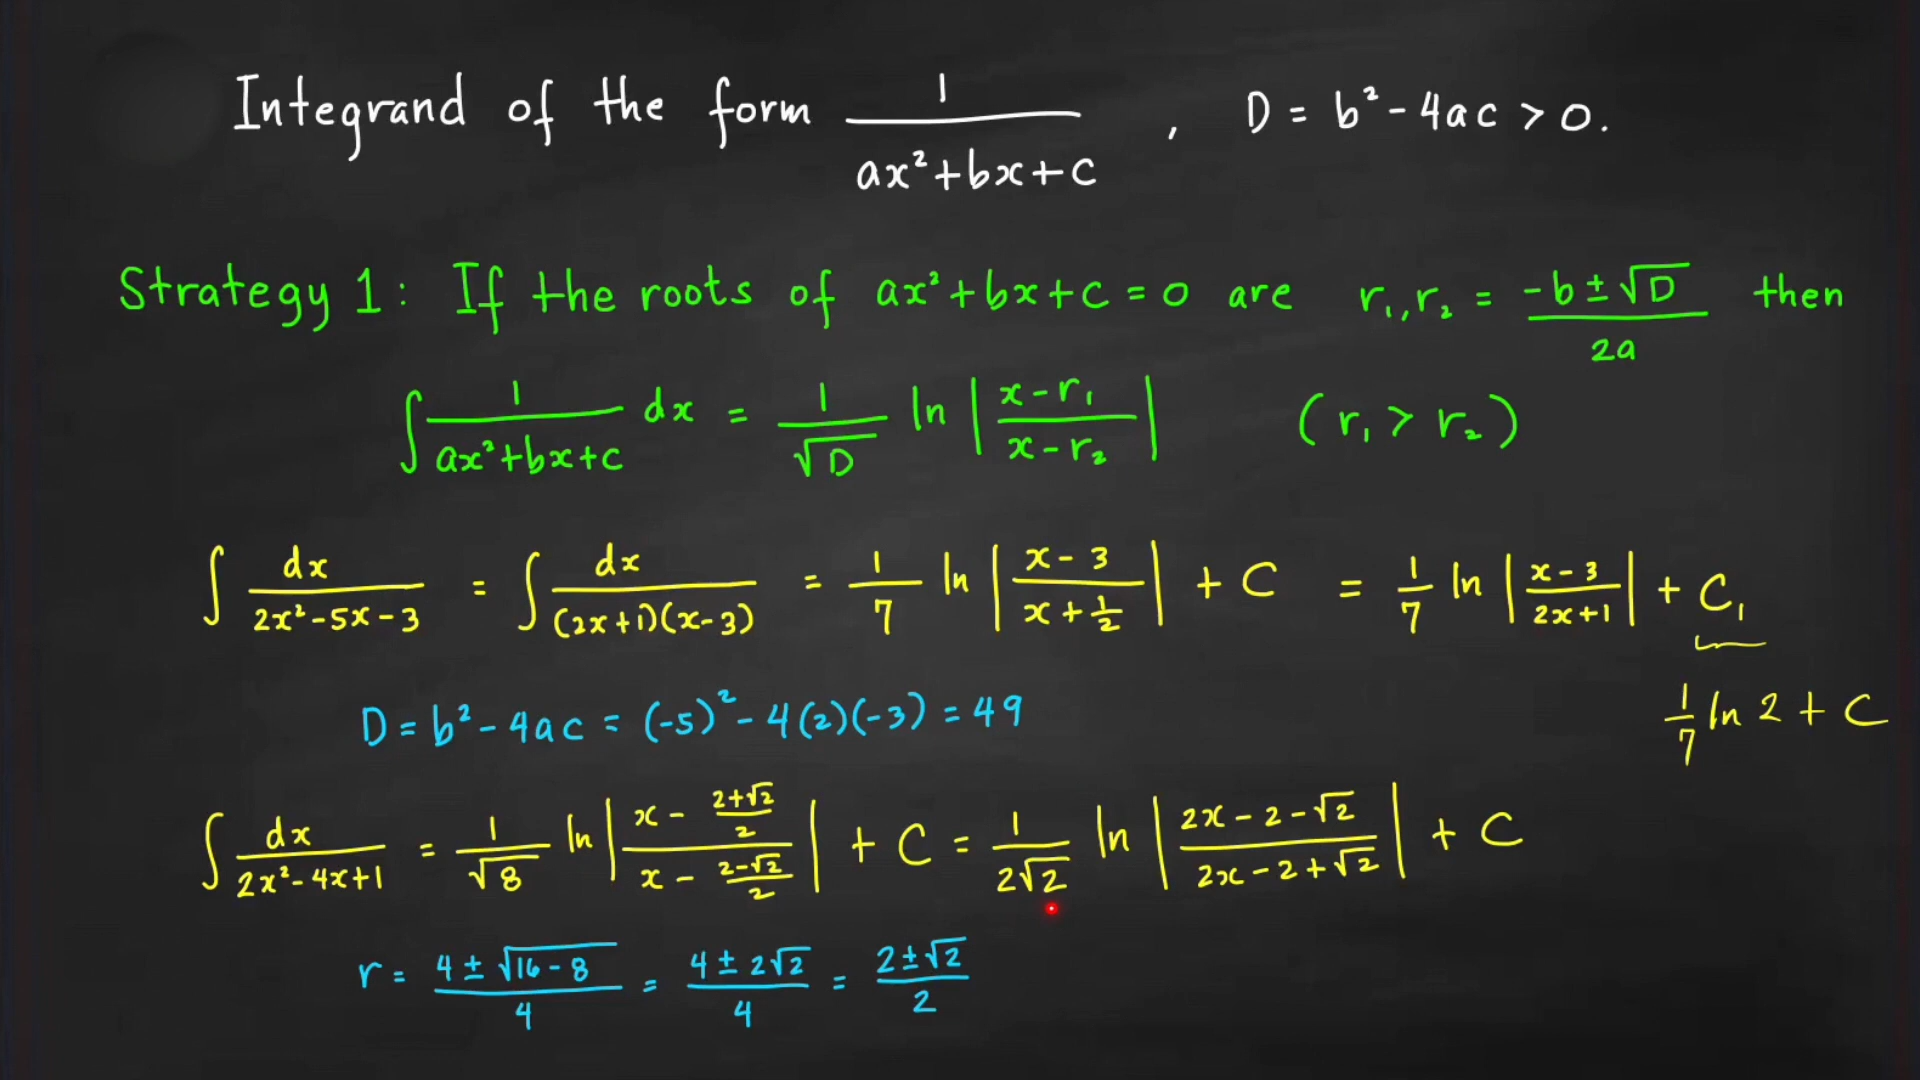 Integrand of the form 1/(ax²+bx+c), D = b²-4ac > 0.
Strategy 1: If the roots of ax²+bx+c = 0 are r₁,r₂ = (-b±√D)/(2a) then
∫ 1/(ax²+bx+c) dx = 1/√D ln |(x-r₁)/(x-r₂)| (r₁ > r₂)
∫ dx/(2x²-5x-3) = ∫ dx/((2x+1)(x-3)) = 1/7 ln |(x-3)/(x+1/2)| + C = 1/7 ln |(x-3)/(2x+1)| + C₁
1/7 ln 2 + C
D = b²-4ac = (-5)²-4(2)(-3) = 49
∫ dx/(2x²-4x+1) = 1/√8 ln |(x - (2+√2)/2)/(x - (2-√2)/2)| + C = 1/(2√2) ln |(2x-2-√2)/(2x-2+√2)| + C
r = (4±√(16-8))/4 = (4±2√2)/4 = (2±√2)/2